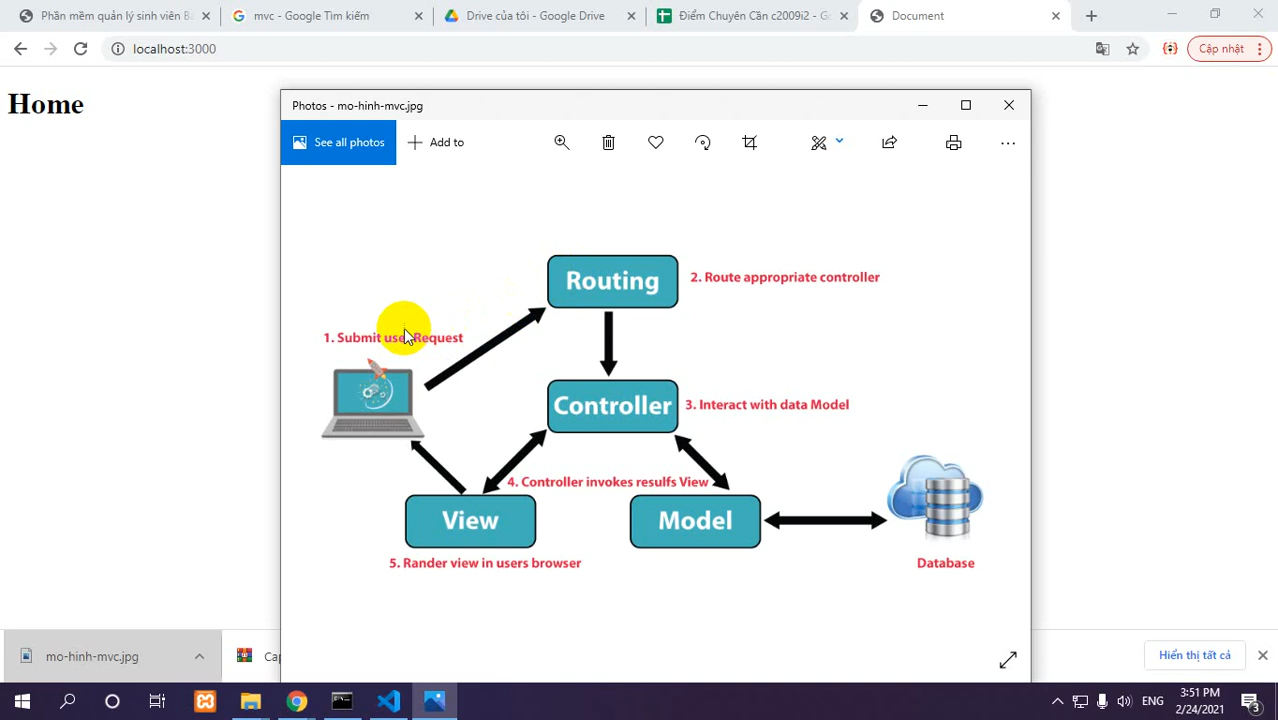 Phần mềm quản lý sinh viên Bá
mvc - Google Tìm kiếm
Drive của tôi - Google Drive
Điểm Chuyên Cần c2009i2 - Go
Document
localhost:3000
Cập nhật
Home
Photos - mo-hinh-mvc.jpg
See all photos
Add to
Routing
2. Route appropriate controller
1. Submit user Request
Controller
3. Interact with data Model
4. Controller invokes resulfs View
View
Model
5. Rander view in users browser
Database
mo-hinh-mvc.jpg
Cap
Hiển thị tất cả
ENG
3:51 PM
2/24/2021
3